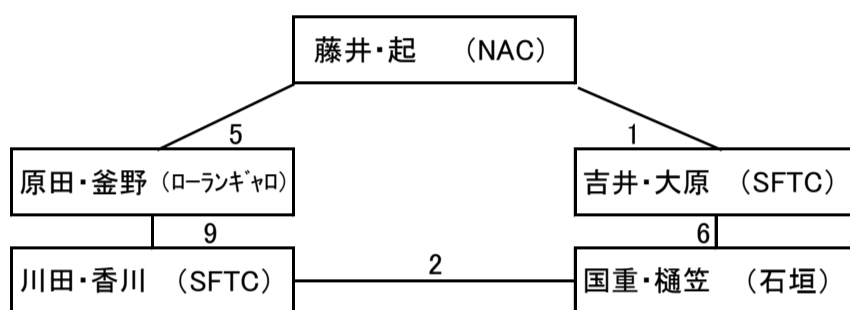 藤井・起 （NAC）
5
1
原田・釜野（ﾛｰﾗﾝｷﾞｬﾛ）
吉井・大原 （SFTC）
9
6
川田・香川 （SFTC）
2
国重・樋笠 （石垣）